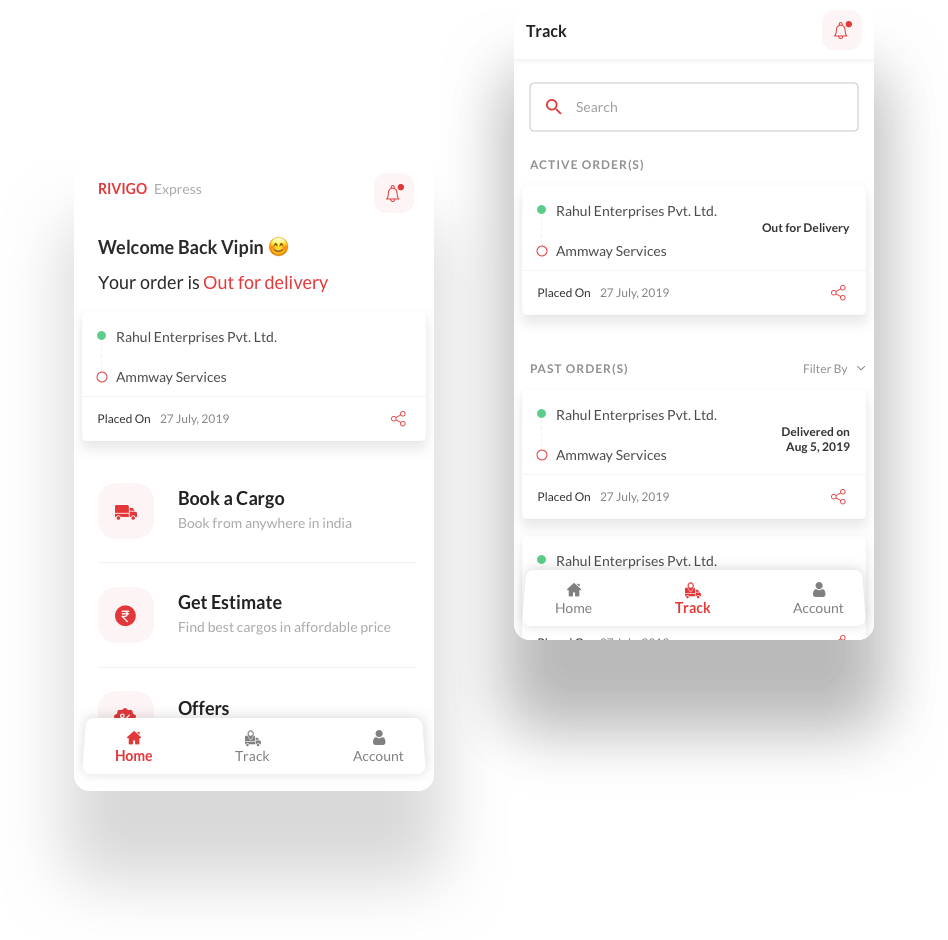 RIVIGO Express
Welcome Back Vipin 😊
Your order is Out for delivery
Rahul Enterprises Pvt. Ltd.
Ammway Services
Placed On 27 July, 2019
Book a Cargo
Book from anywhere in india
Get Estimate
Find best cargos in affordable price
Offers
Home Track Account
Track
Search
ACTIVE ORDER(S)
Rahul Enterprises Pvt. Ltd.
Out for Delivery
Ammway Services
Placed On 27 July, 2019
PAST ORDER(S) Filter By
Rahul Enterprises Pvt. Ltd.
Delivered on
Aug 5, 2019
Ammway Services
Placed On 27 July, 2019
Rahul Enterprises Pvt. Ltd.
Home Track Account